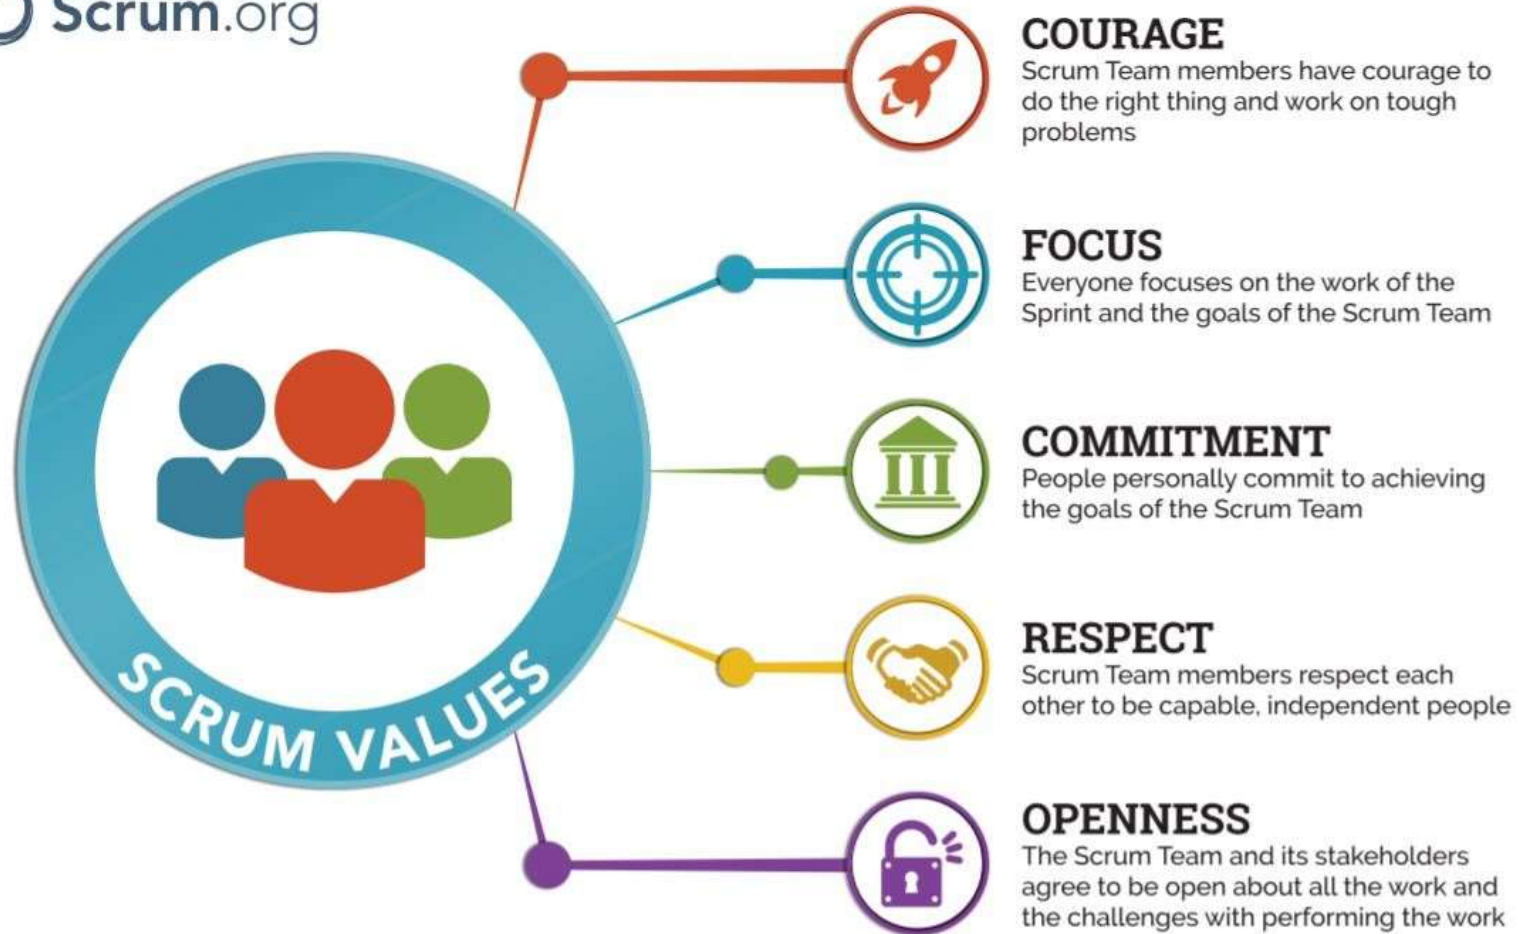 Scrum.org
COURAGE
Scrum Team members have courage to
do the right thing and work on tough
problems
FOCUS
Everyone focuses on the work of the
Sprint and the goals of the Scrum Team
COMMITMENT
People personally commit to achieving
the goals of the Scrum Team
RESPECT
Scrum Team members respect each
other to be capable, independent people
OPENNESS
The Scrum Team and its stakeholders
agree to be open about all the work and
the challenges with performing the work
SCRUM VALUES